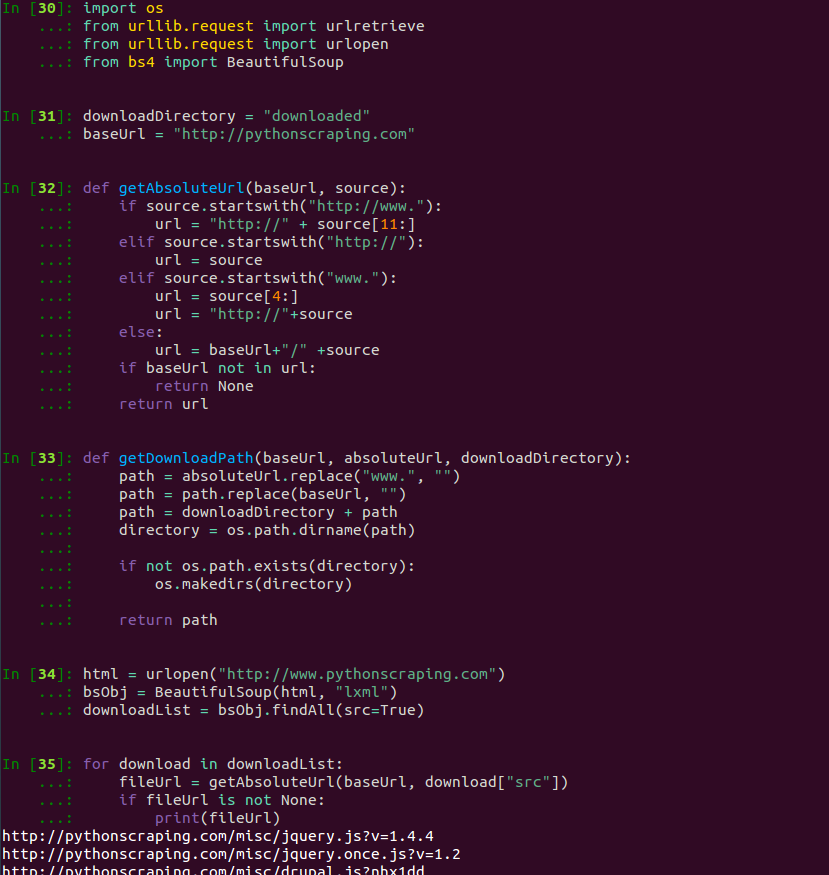 In [30]: import os
    ...: from urllib.request import urlretrieve
    ...: from urllib.request import urlopen
    ...: from bs4 import BeautifulSoup
In [31]: downloadDirectory = "downloaded"
    ...: baseUrl = "http://pythonscraping.com"
In [32]: def getAbsoluteUrl(baseUrl, source):
    ...:     if source.startswith("http://www."):
    ...:         url = "http://" + source[11:]
    ...:     elif source.startswith("http://"):
    ...:         url = source
    ...:     elif source.startswith("www."):
    ...:         url = source[4:]
    ...:         url = "http://"+source
    ...:     else:
    ...:         url = baseUrl+"/" +source
    ...:     if baseUrl not in url:
    ...:         return None
    ...:     return url
In [33]: def getDownloadPath(baseUrl, absoluteUrl, downloadDirectory):
    ...:     path = absoluteUrl.replace("www.", "")
    ...:     path = path.replace(baseUrl, "")
    ...:     path = downloadDirectory + path
    ...:     directory = os.path.dirname(path)
    ...:
    ...:     if not os.path.exists(directory):
    ...:         os.makedirs(directory)
    ...:
    ...:     return path
In [34]: html = urlopen("http://www.pythonscraping.com")
    ...: bsObj = BeautifulSoup(html, "lxml")
    ...: downloadList = bsObj.findAll(src=True)
In [35]: for download in downloadList:
    ...:     fileUrl = getAbsoluteUrl(baseUrl, download["src"])
    ...:     if fileUrl is not None:
    ...:         print(fileUrl)
http://pythonscraping.com/misc/jquery.js?v=1.4.4
http://pythonscraping.com/misc/jquery.once.js?v=1.2